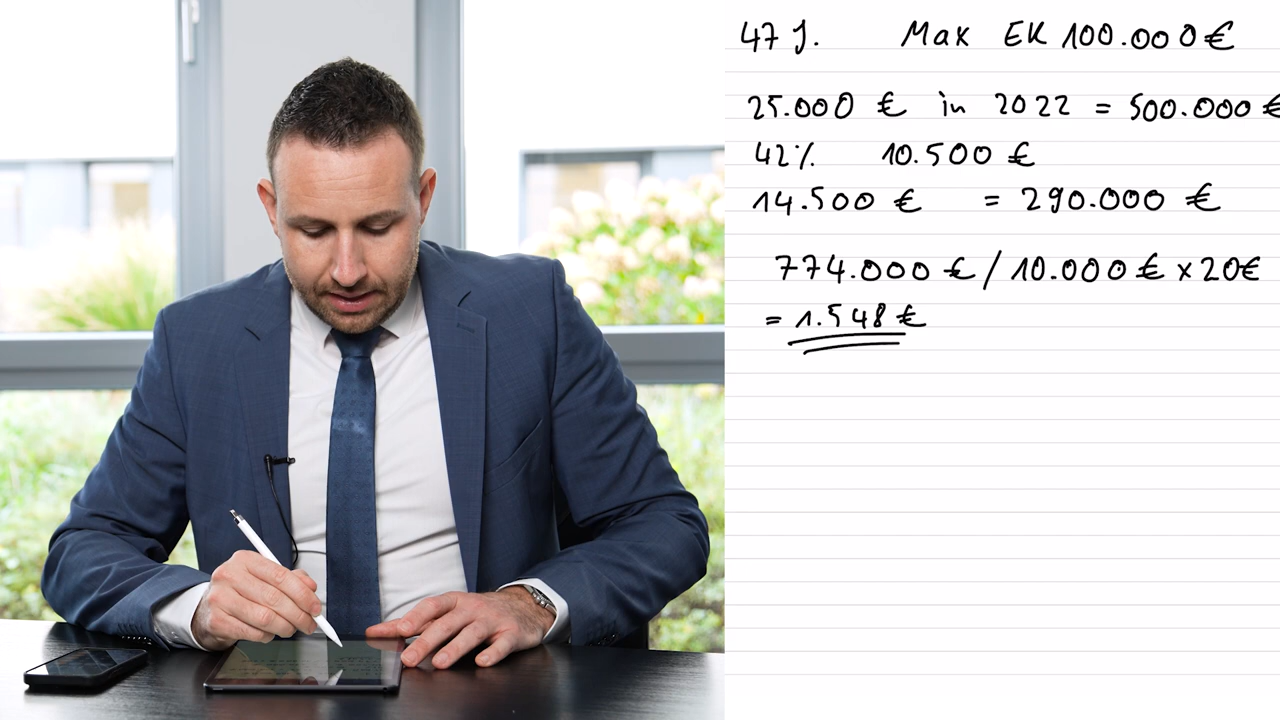 47 J. Max EK 100.000 €
25.000 € in 2022 = 500.000 €
42% 10.500 €
14.500 € = 290.000 €
774.000 € / 10.000 € x 20€
= 1.548 €